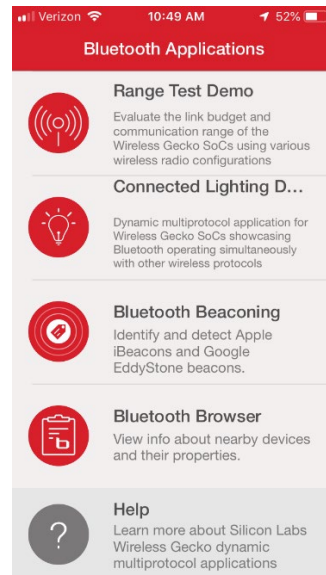 Verizon 10:49 AM 52%
Bluetooth Applications
Range Test Demo
Evaluate the link budget and
communication range of the
Wireless Gecko SoCs using various
wireless radio configurations
Connected Lighting D...
Dynamic multiprotocol application for
Wireless Gecko SoCs showcasing
Bluetooth operating simultaneously
with other wireless protocols
Bluetooth Beaconing
Identify and detect Apple
iBeacons and Google
EddyStone beacons.
Bluetooth Browser
View info about nearby devices
and their properties.
?
Help
Learn more about Silicon Labs
Wireless Gecko dynamic
multiprotocol applications